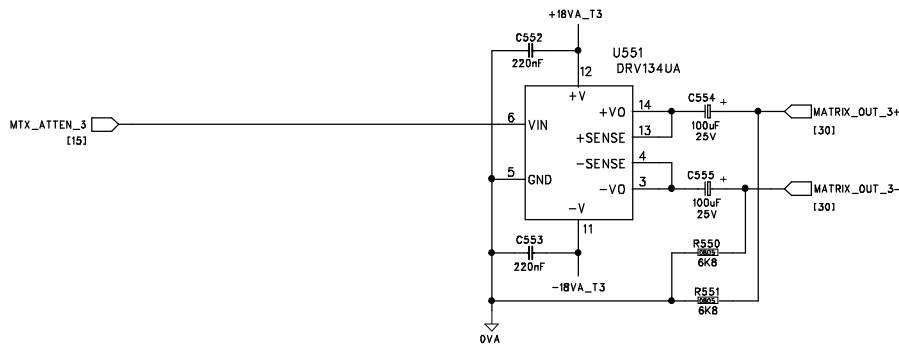 +18VA_T3
C552
220nF
12
U551
DRV134UA
+V
MTX_ATTEN_3
[15]
6
VIN
+VO
14
C554
+
100uF
25V
MATRIX_OUT_3+
[30]
+SENSE
13
-SENSE
4
5
GND
-VO
3
C555
+
100uF
25V
MATRIX_OUT_3-
[30]
-V
11
C553
220nF
-18VA_T3
R550
0805
6K8
R551
0805
6K8
0VA